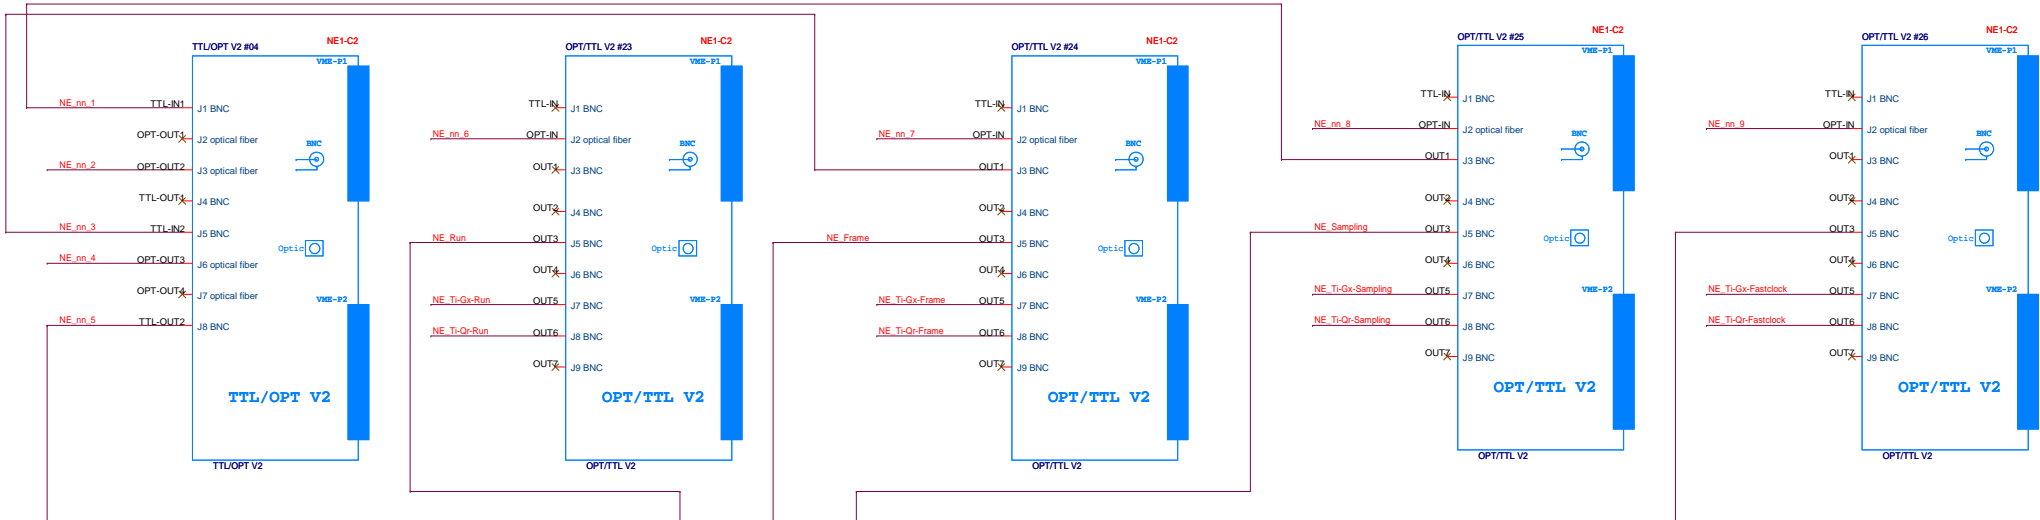 TTL/OPT V2 #04
NE1-C2
VME-P1
NE_nn_1
TTL-IN1
J1 BNC
OPT-OUT1
J2 optical fiber
BNC
NE_nn_2
OPT-OUT2
J3 optical fiber
TTL-OUT1
J4 BNC
NE_nn_3
TTL-IN2
J5 BNC
Optic
NE_nn_4
OPT-OUT3
J6 optical fiber
OPT-OUT4
J7 optical fiber
VME-P2
NE_nn_5
TTL-OUT2
J8 BNC
TTL/OPT V2
TTL/OPT V2
OPT/TTL V2 #23
NE1-C2
VME-P1
TTL-IN
J1 BNC
NE_nn_6
OPT-IN
J2 optical fiber
BNC
OUT1
J3 BNC
OUT2
J4 BNC
NE_Run
OUT3
J5 BNC
Optic
OUT4
J6 BNC
VME-P2
NE_Ti-Gx-Run
OUT5
J7 BNC
NE_Ti-Qr-Run
OUT6
J8 BNC
OUT7
J9 BNC
OPT/TTL V2
OPT/TTL V2
OPT/TTL V2 #24
NE1-C2
VME-P1
TTL-IN
J1 BNC
NE_nn_7
OPT-IN
J2 optical fiber
BNC
OUT1
J3 BNC
OUT2
J4 BNC
NE_Frame
OUT3
J5 BNC
Optic
OUT4
J6 BNC
VME-P2
NE_Ti-Gx-Frame
OUT5
J7 BNC
NE_Ti-Qr-Frame
OUT6
J8 BNC
OUT7
J9 BNC
OPT/TTL V2
OPT/TTL V2
OPT/TTL V2 #25
NE1-C2
VME-P1
TTL-IN
J1 BNC
NE_nn_8
OPT-IN
J2 optical fiber
BNC
OUT1
J3 BNC
OUT2
J4 BNC
NE_Sampling
OUT3
J5 BNC
Optic
OUT4
J6 BNC
VME-P2
NE_Ti-Gx-Sampling
OUT5
J7 BNC
NE_Ti-Qr-Sampling
OUT6
J8 BNC
OUT7
J9 BNC
OPT/TTL V2
OPT/TTL V2
OPT/TTL V2 #26
NE1-C2
VME-P1
TTL-IN
J1 BNC
NE_nn_9
OPT-IN
J2 optical fiber
BNC
OUT1
J3 BNC
OUT2
J4 BNC
OUT3
J5 BNC
Optic
OUT4
J6 BNC
VME-P2
NE_Ti-Gx-Fastclock
OUT5
J7 BNC
NE_Ti-Qr-Fastclock
OUT6
J8 BNC
OUT7
J9 BNC
OPT/TTL V2
OPT/TTL V2